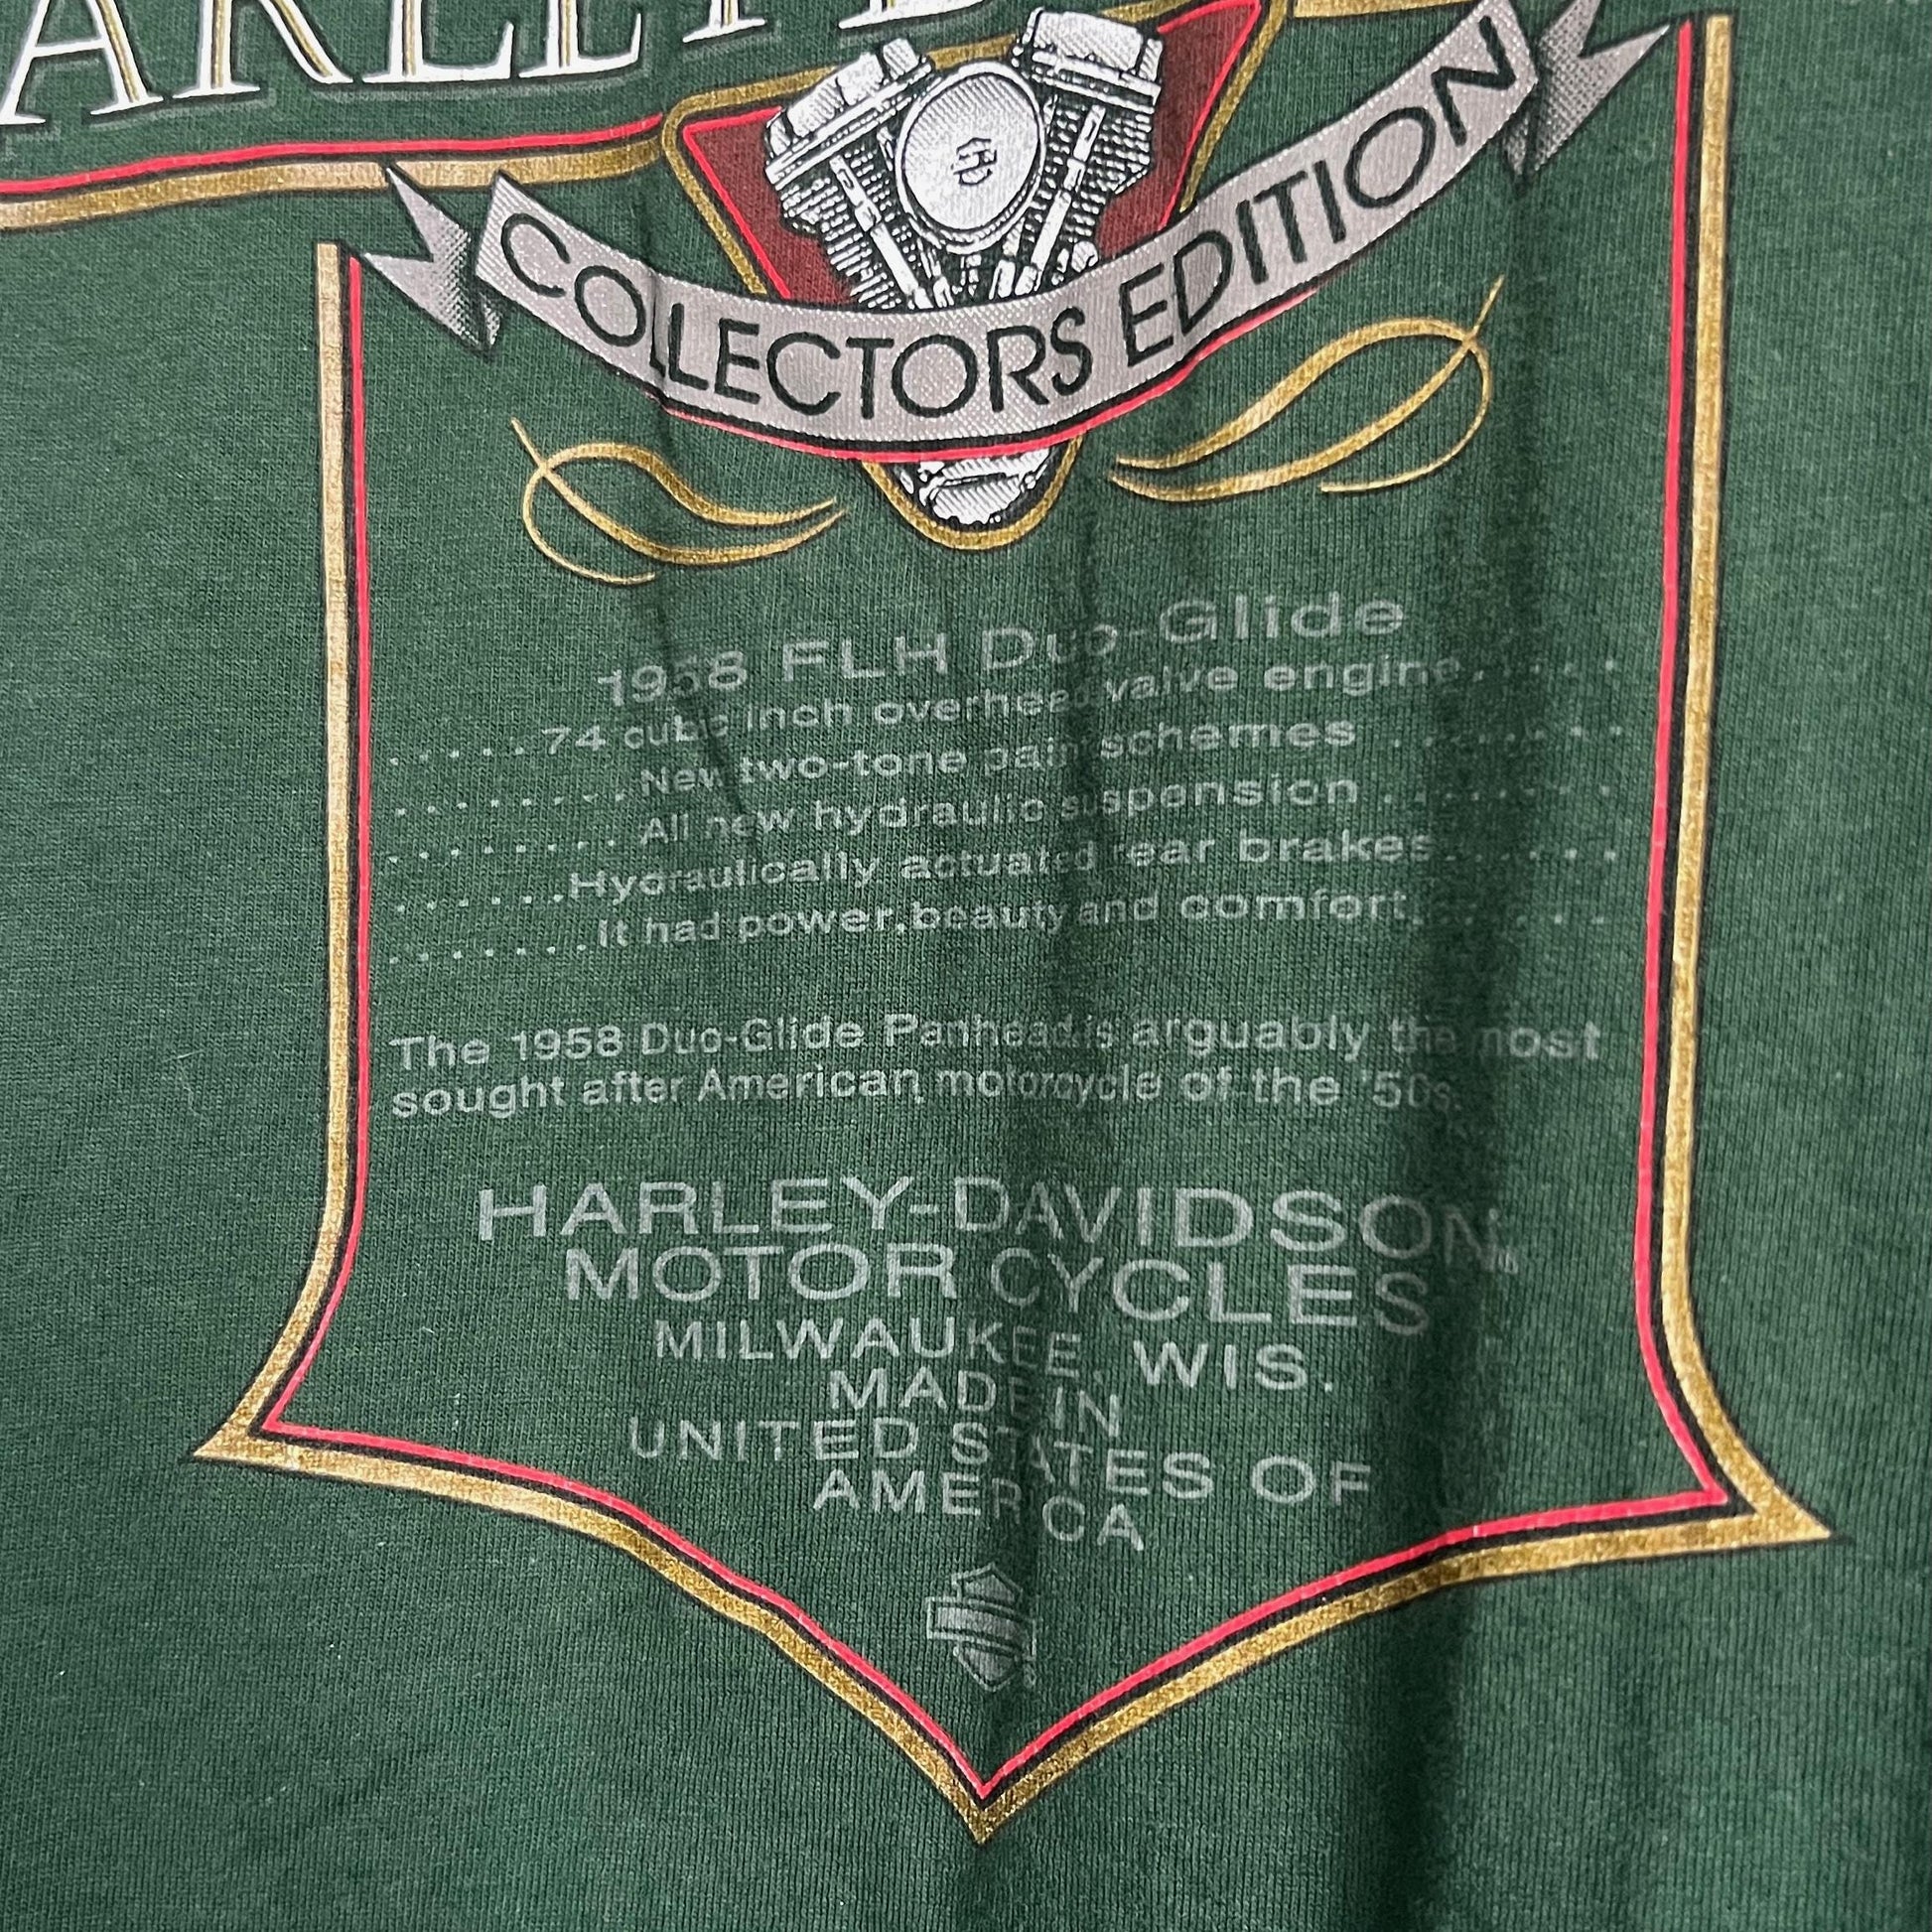 COLLECTORS EDITION
1958 FLH Duo-Glide
.....74 cubic inch overhead valve engine......
.........New two-tone paint schemes.........
.........All new hydraulic suspension.........
......Hydraulically actuated rear brakes......
.......It had power, beauty and comfort.......
The 1958 Duo-Glide Panhead is arguably the most
sought after American motorcycle of the '50s.
HARLEY-DAVIDSON
MOTOR CYCLES
MILWAUKEE, WIS.
MADE IN
UNITED STATES OF
AMERICA